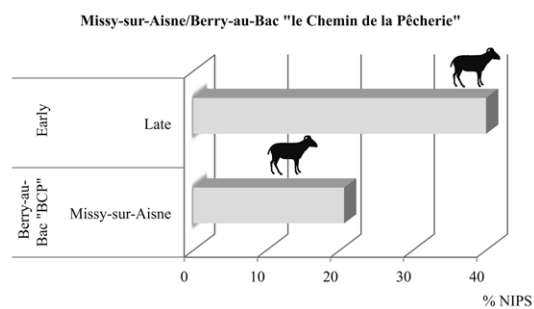 Missy-sur-Aisne/Berry-au-Bac "le Chemin de la Pêcherie"
Early
Late
Berry-au-
Bac "BCP"
Missy-sur-Aisne
0 10 20 30 40
% NIPS